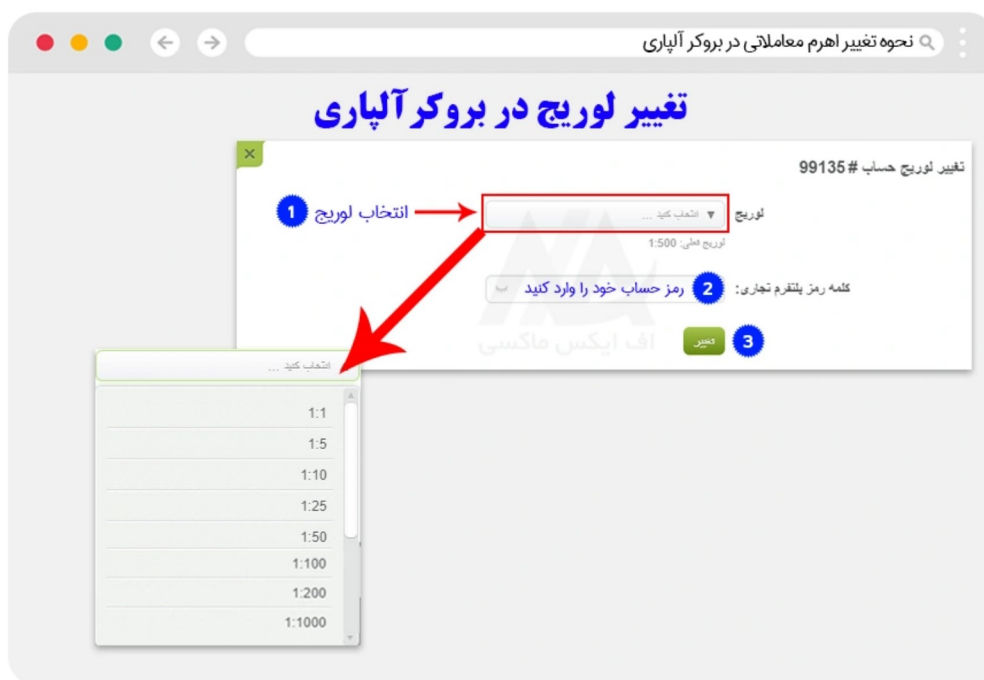 نحوه تغییر اهرم معاملاتی در بروکر آلپاری
تغییر لوریج در بروکر آلپاری
تغییر لوریج حساب # 99135
لوریج
انتخاب کنید ...
انتخاب لوریج 1
لوریج فعلی: 1:500
کلمه رمز پلتفرم تجاری:
2 رمز حساب خود را وارد کنید
3
تغییر
اف ایکس ماکسی
انتخاب کنید ...
1:1
1:5
1:10
1:25
1:50
1:100
1:200
1:1000